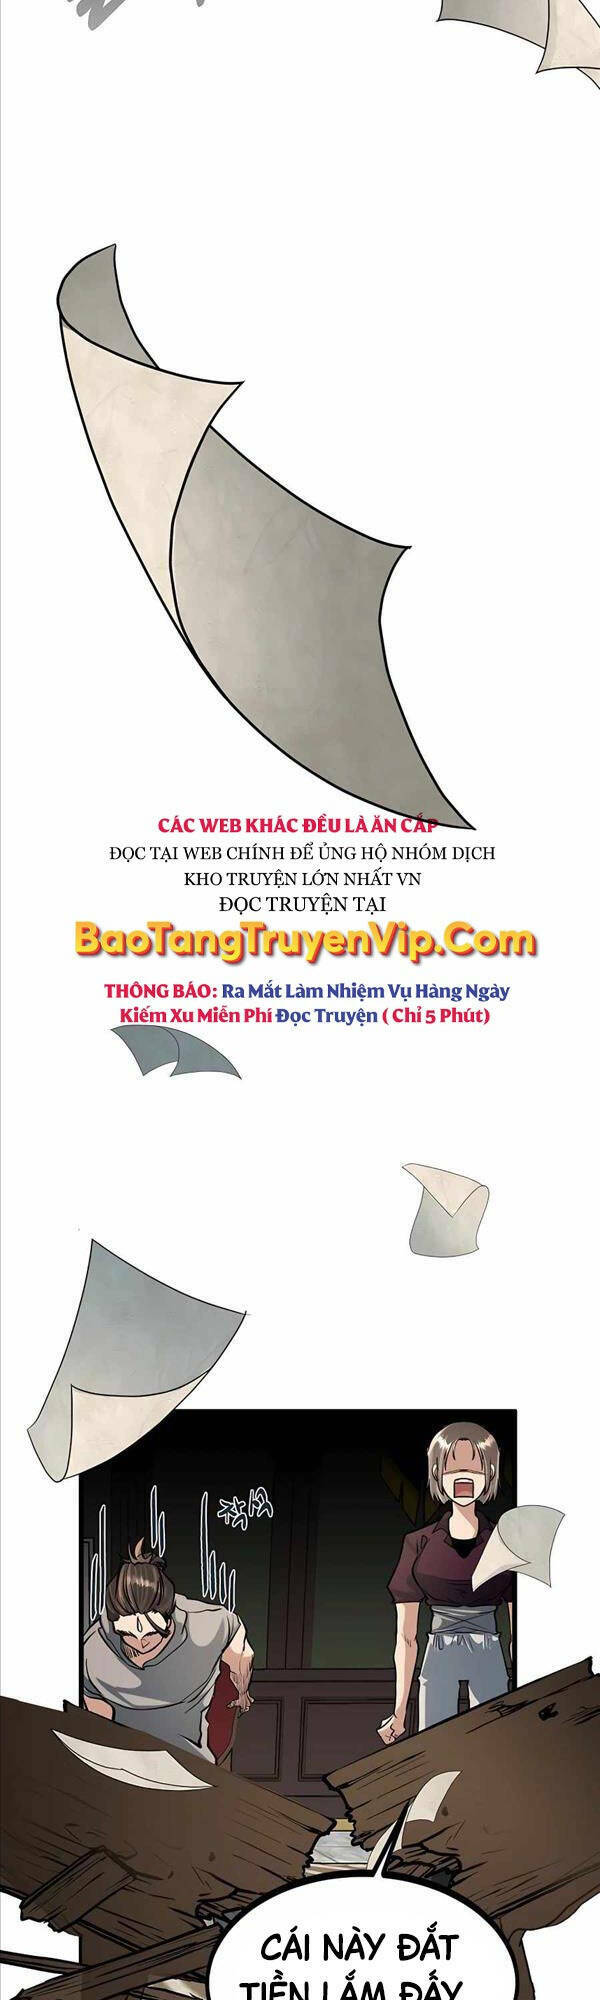 CÁC WEB KHÁC ĐỀU LÀ ĂN CẮP
ĐỌC TẠI WEB CHÍNH ĐỂ ỦNG HỘ NHÓM DỊCH
KHO TRUYỆN LỚN NHẤT VN
ĐỌC TRUYỆN TẠI
BaoTangTruyenVip.Com
THÔNG BÁO: Ra Mắt Làm Nhiệm Vụ Hàng Ngày
Kiếm Xu Miễn Phí Đọc Truyện ( Chỉ 5 Phút)
CÁI NÀY ĐẮT
TIỀN LẮM ĐẤY